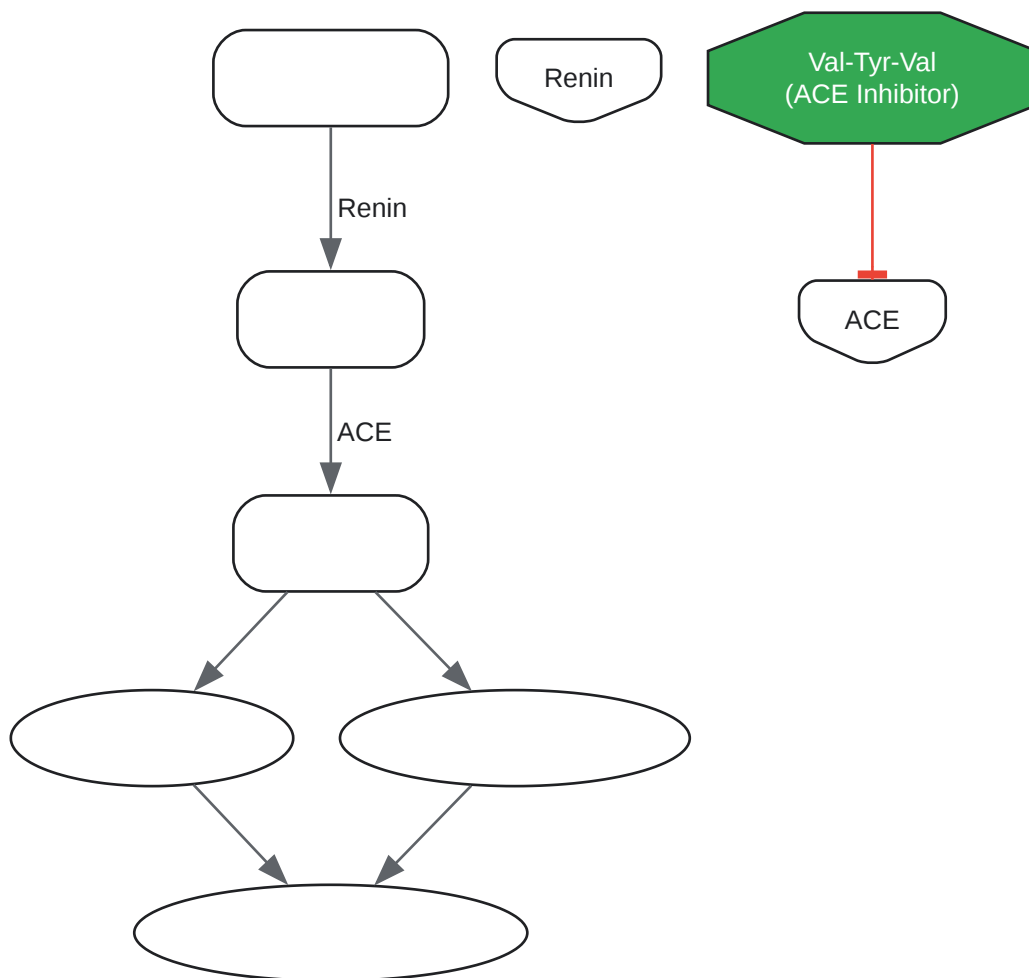 Renin
Val-Tyr-Val
(ACE Inhibitor)
Renin
ACE
ACE